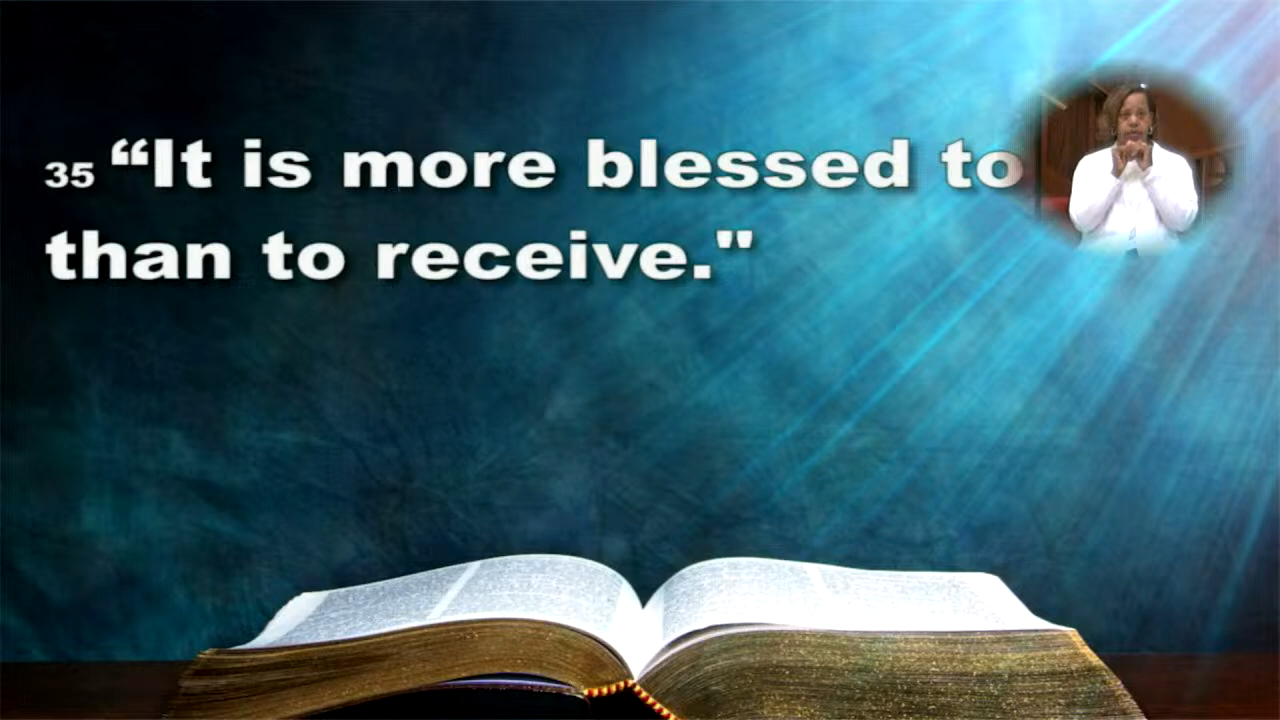 35 “It is more blessed to
than to receive."